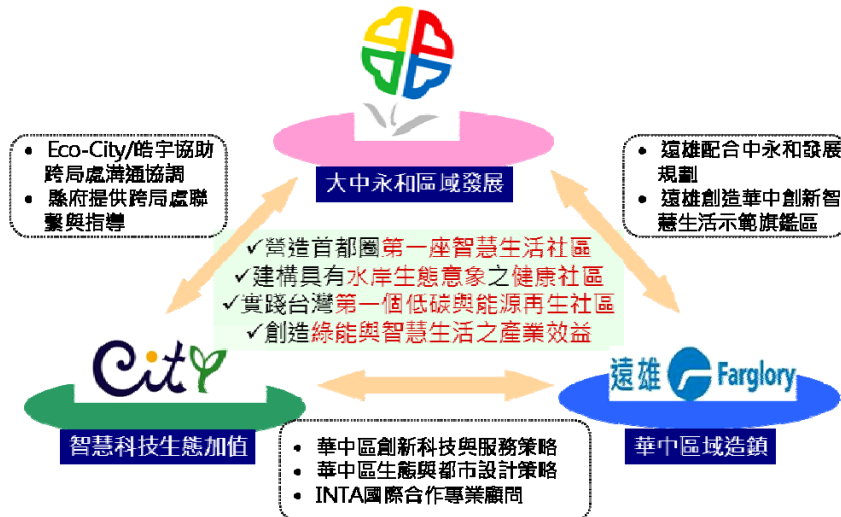 • Eco-City/皓宇協助
跨局處溝通協調
• 縣府提供跨局處聯
繫與指導
大中永和區域發展
• 遠雄配合中永和發展
規劃
• 遠雄創造華中創新智
慧生活示範旗鑑區
✓營造首都圈第一座智慧生活社區
✓建構具有水岸生態意象之健康社區
✓實踐台灣第一個低碳與能源再生社區
✓創造綠能與智慧生活之產業效益
City
智慧科技生態加值
遠雄 Farglory
華中區域造鎮
• 華中區創新科技與服務策略
• 華中區生態與都市設計策略
• INTA國際合作專業顧問